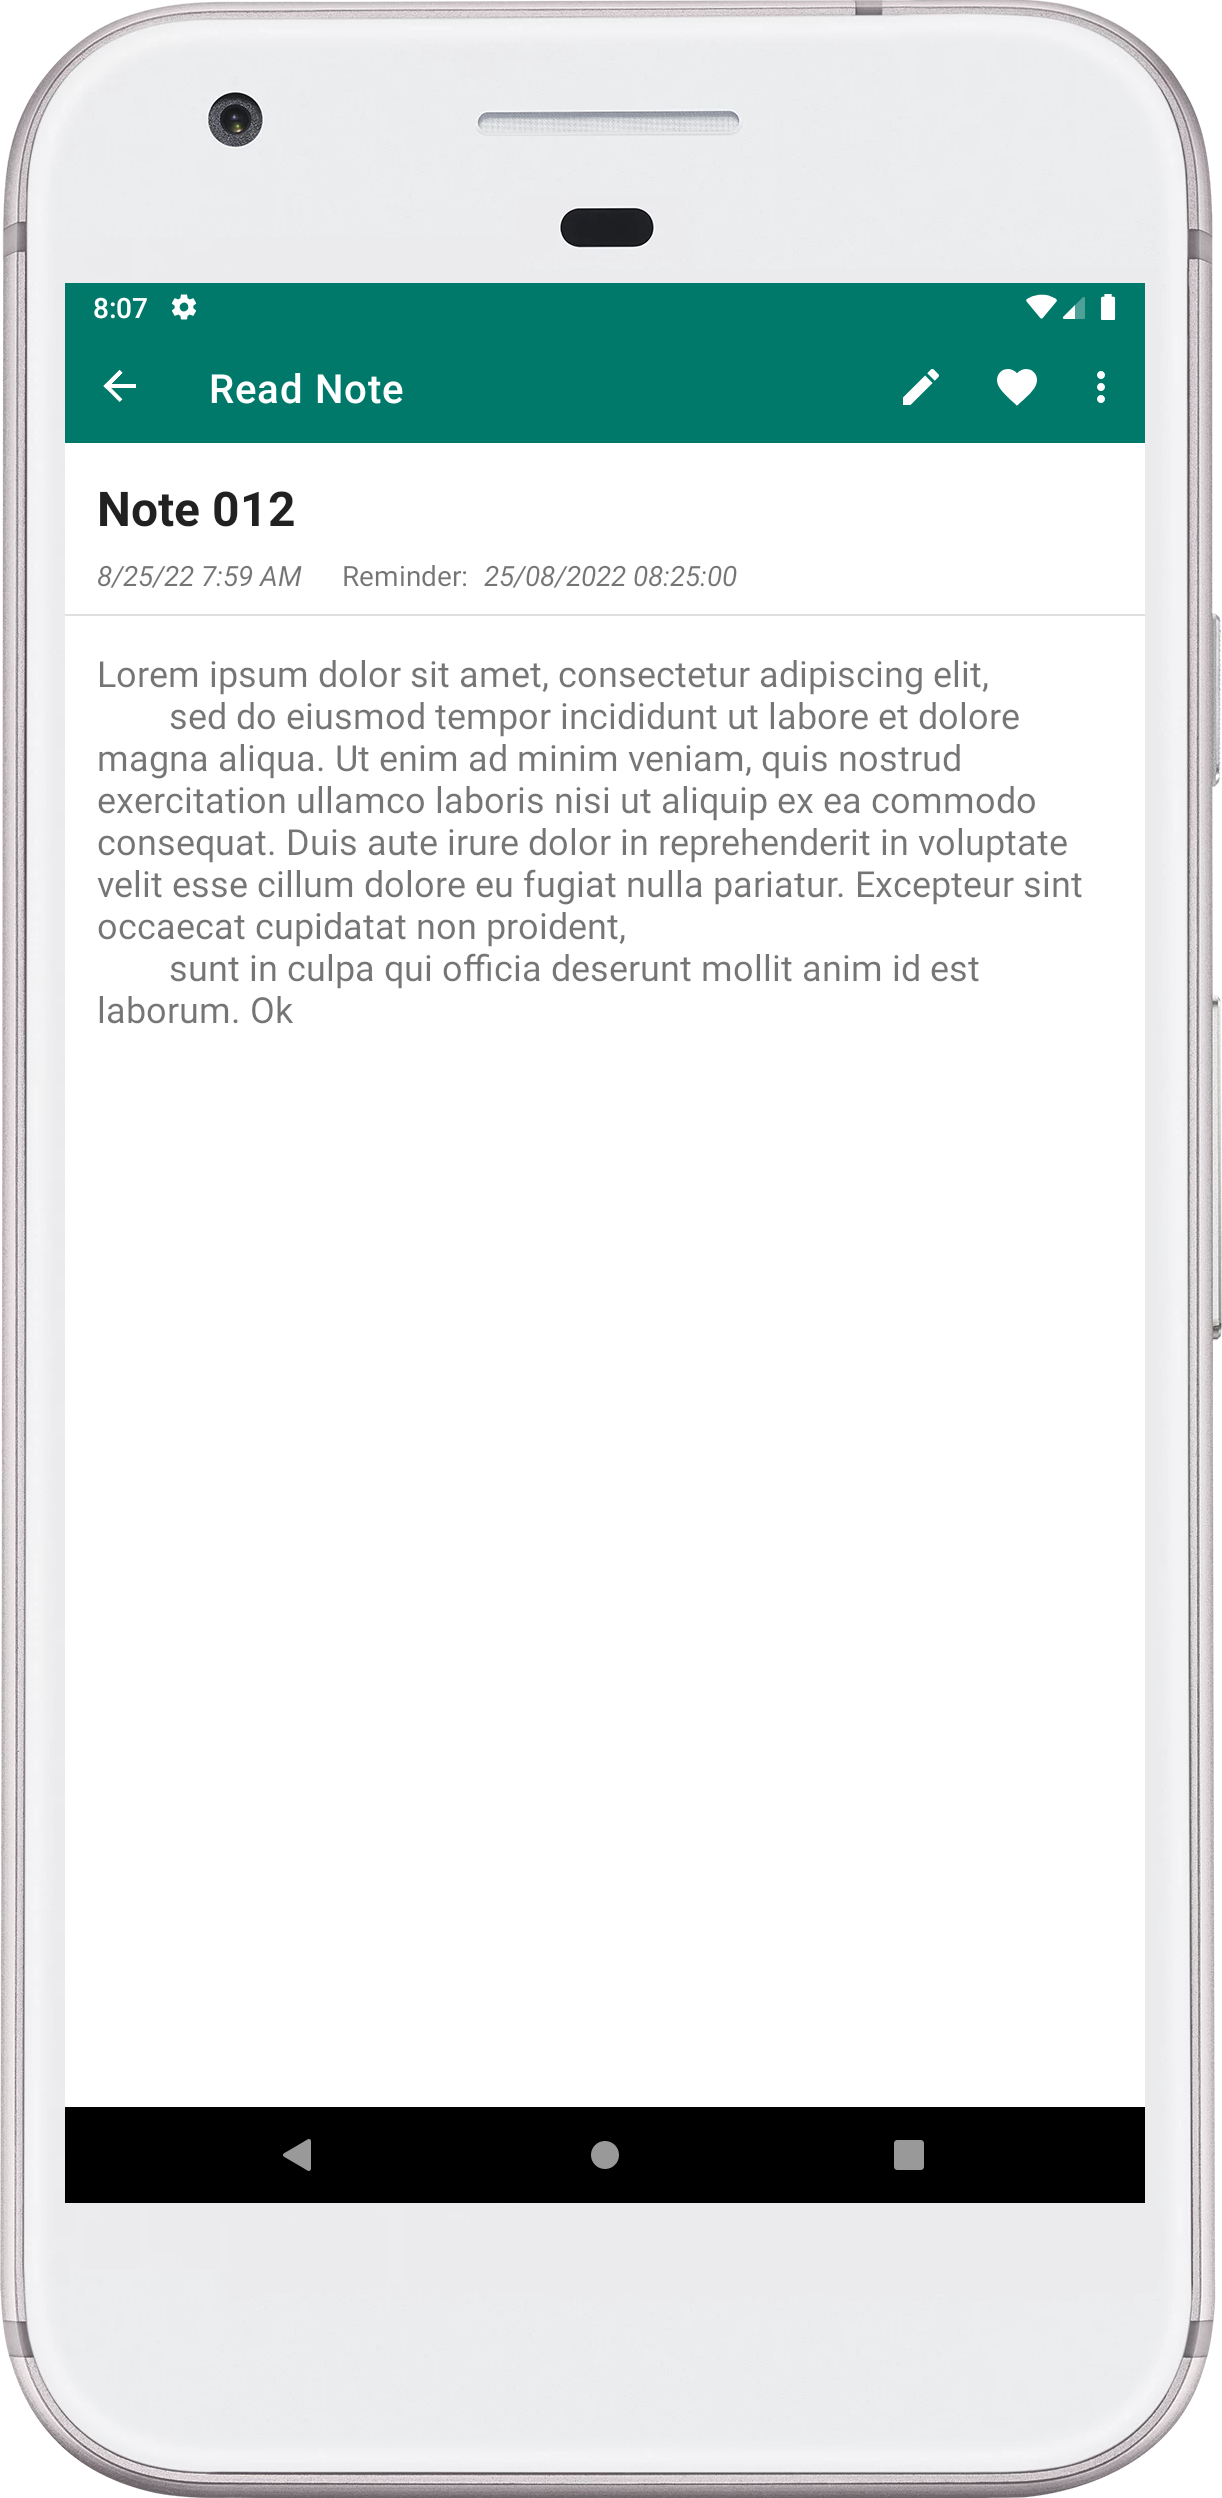 8:07
Read Note
Note 012
8/25/22 7:59 AM Reminder: 25/08/2022 08:25:00
Lorem ipsum dolor sit amet, consectetur adipiscing elit,
sed do eiusmod tempor incididunt ut labore et dolore
magna aliqua. Ut enim ad minim veniam, quis nostrud
exercitation ullamco laboris nisi ut aliquip ex ea commodo
consequat. Duis aute irure dolor in reprehenderit in voluptate
velit esse cillum dolore eu fugiat nulla pariatur. Excepteur sint
occaecat cupidatat non proident,
sunt in culpa qui officia deserunt mollit anim id est
laborum. Ok